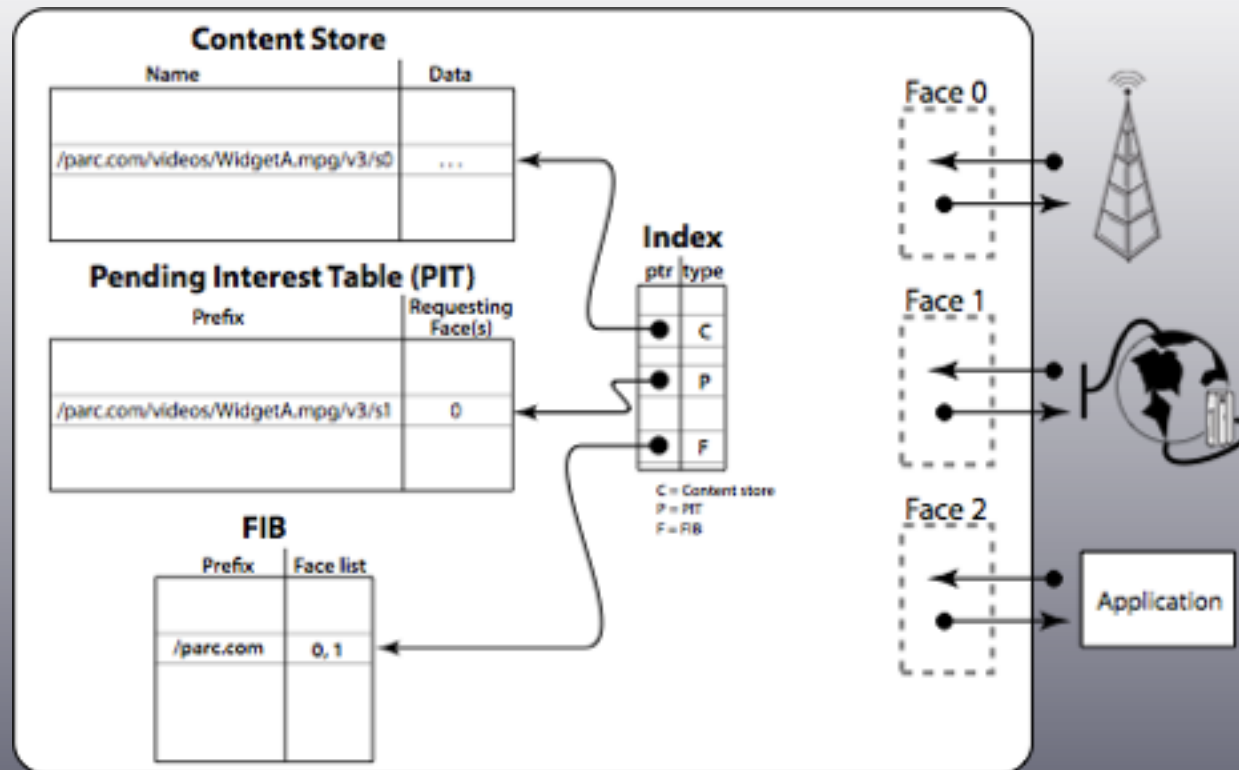 Content Store
Name Data
/parc.com/videos/WidgetA.mpg/v3/s0 ...
Pending Interest Table (PIT)
Prefix Requesting Face(s)
/parc.com/videos/WidgetA.mpg/v3/s1 0
FIB
Prefix Face list
/parc.com 0, 1
Index
ptr type
C
P
F
C = Content store
P = PIT
F = FIB
Face 0
Face 1
Face 2
Application